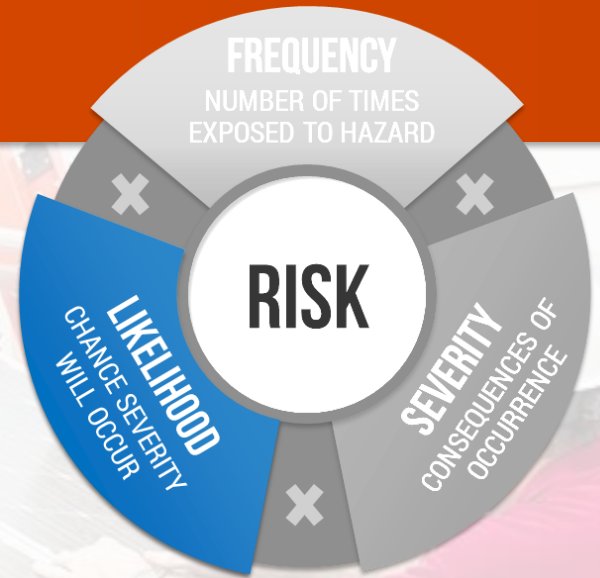 FREQUENCY
NUMBER OF TIMES
EXPOSED TO HAZARD
RISK
LIKELIHOOD
CHANCE SEVERITY
WILL OCCUR
SEVERITY
CONSEQUENCES OF
OCCURRENCE